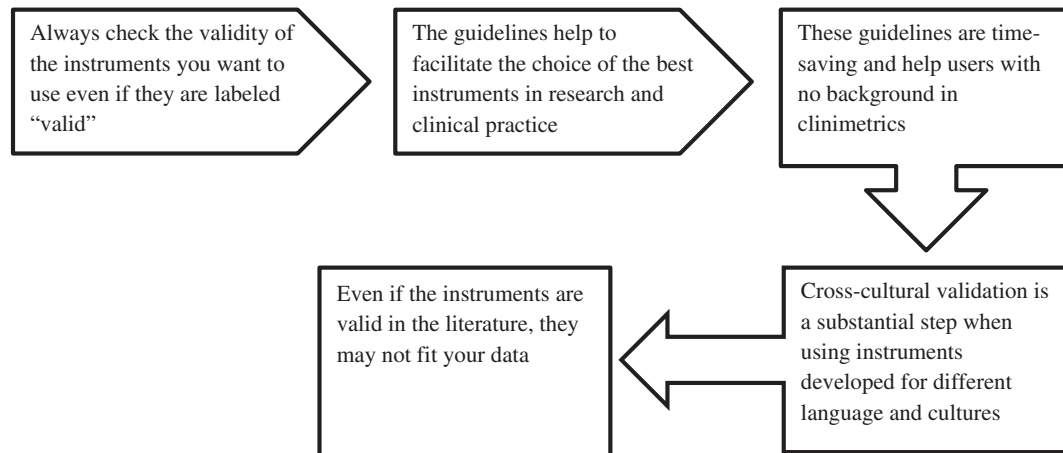 Always check the validity of
the instruments you want to
use even if they are labeled
“valid”
The guidelines help to
facilitate the choice of the best
instruments in research and
clinical practice
These guidelines are time-
saving and help users with
no background in
clinimetrics
Cross-cultural validation is
a substantial step when
using instruments
developed for different
language and cultures
Even if the instruments are
valid in the literature, they
may not fit your data